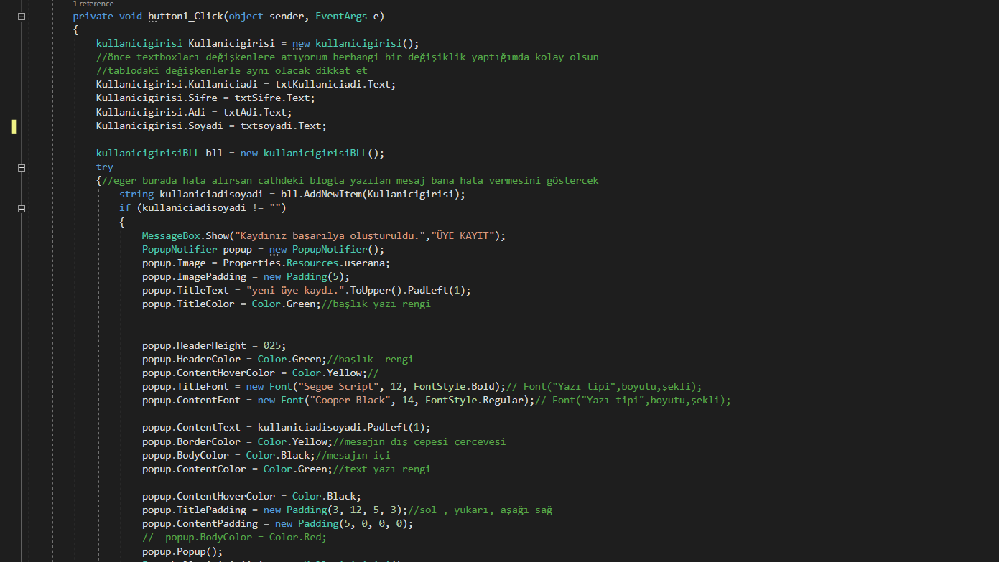 1 reference
private void button1_Click(object sender, EventArgs e)
{
kullanicigirisi Kullanicigirisi = new kullanicigirisi();
//önce textboxları değişkenlere atıyorum herhangi bir değişiklik yaptığımda kolay olsun
//tablodaki değişkenlerle aynı olacak dikkat et
Kullanicigirisi.Kullaniciadi = txtKullaniciadi.Text;
Kullanicigirisi.Sifre = txtSifre.Text;
Kullanicigirisi.Adi = txtAdi.Text;
Kullanicigirisi.Soyadi = txtsoyadi.Text;
kullanicigirisiBLL bll = new kullanicigirisiBLL();
try
{//eger burada hata alırsan cathdeki blogta yazılan mesaj bana hata vermesini göstercek
string kullaniciadisoyadi = bll.AddNewItem(Kullanicigirisi);
if (kullaniciadisoyadi != "")
{
MessageBox.Show("Kaydınız başarılya oluşturuldu.","ÜYE KAYIT");
PopupNotifier popup = new PopupNotifier();
popup.Image = Properties.Resources.userana;
popup.ImagePadding = new Padding(5);
popup.TitleText = "yeni üye kaydı.".ToUpper().PadLeft(1);
popup.TitleColor = Color.Green;//başlık yazı rengi
popup.HeaderHeight = 025;
popup.HeaderColor = Color.Green;//başlık  rengi
popup.ContentHoverColor = Color.Yellow;//
popup.TitleFont = new Font("Segoe Script", 12, FontStyle.Bold);// Font("Yazı tipi",boyutu,şekli);
popup.ContentFont = new Font("Cooper Black", 14, FontStyle.Regular);// Font("Yazı tipi",boyutu,şekli);
popup.ContentText = kullaniciadisoyadi.PadLeft(1);
popup.BorderColor = Color.Yellow;//mesajın dış çepesi çercevesi
popup.BodyColor = Color.Black;//mesajın içi
popup.ContentColor = Color.Green;//text yazı rengi
popup.ContentHoverColor = Color.Black;
popup.TitlePadding = new Padding(3, 12, 5, 3);//sol , yukarı, aşağı sağ
popup.ContentPadding = new Padding(5, 0, 0, 0);
//  popup.BodyColor = Color.Red;
popup.Popup();